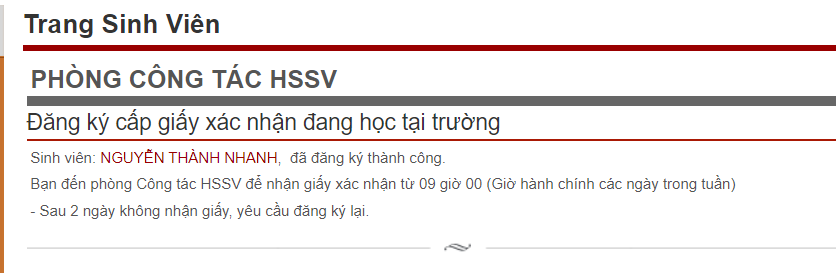 Trang Sinh Viên
PHÒNG CÔNG TÁC HSSV
Đăng ký cấp giấy xác nhận đang học tại trường
Sinh viên: NGUYỄN THÀNH NHANH, đã đăng ký thành công.
Bạn đến phòng Công tác HSSV để nhận giấy xác nhận từ 09 giờ 00 (Giờ hành chính các ngày trong tuần)
- Sau 2 ngày không nhận giấy, yêu cầu đăng ký lại.